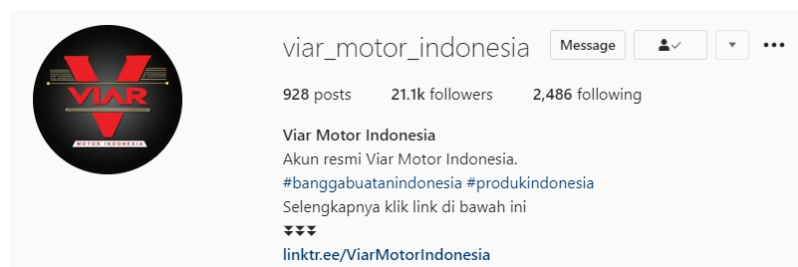 VIAR
MOTOR INDONESIA
viar_motor_indonesia Message
928 posts 21.1k followers 2,486 following
Viar Motor Indonesia
Akun resmi Viar Motor Indonesia.
#banggabuatanindonesia #produkindonesia
Selengkapnya klik link di bawah ini
linktr.ee/ViarMotorIndonesia